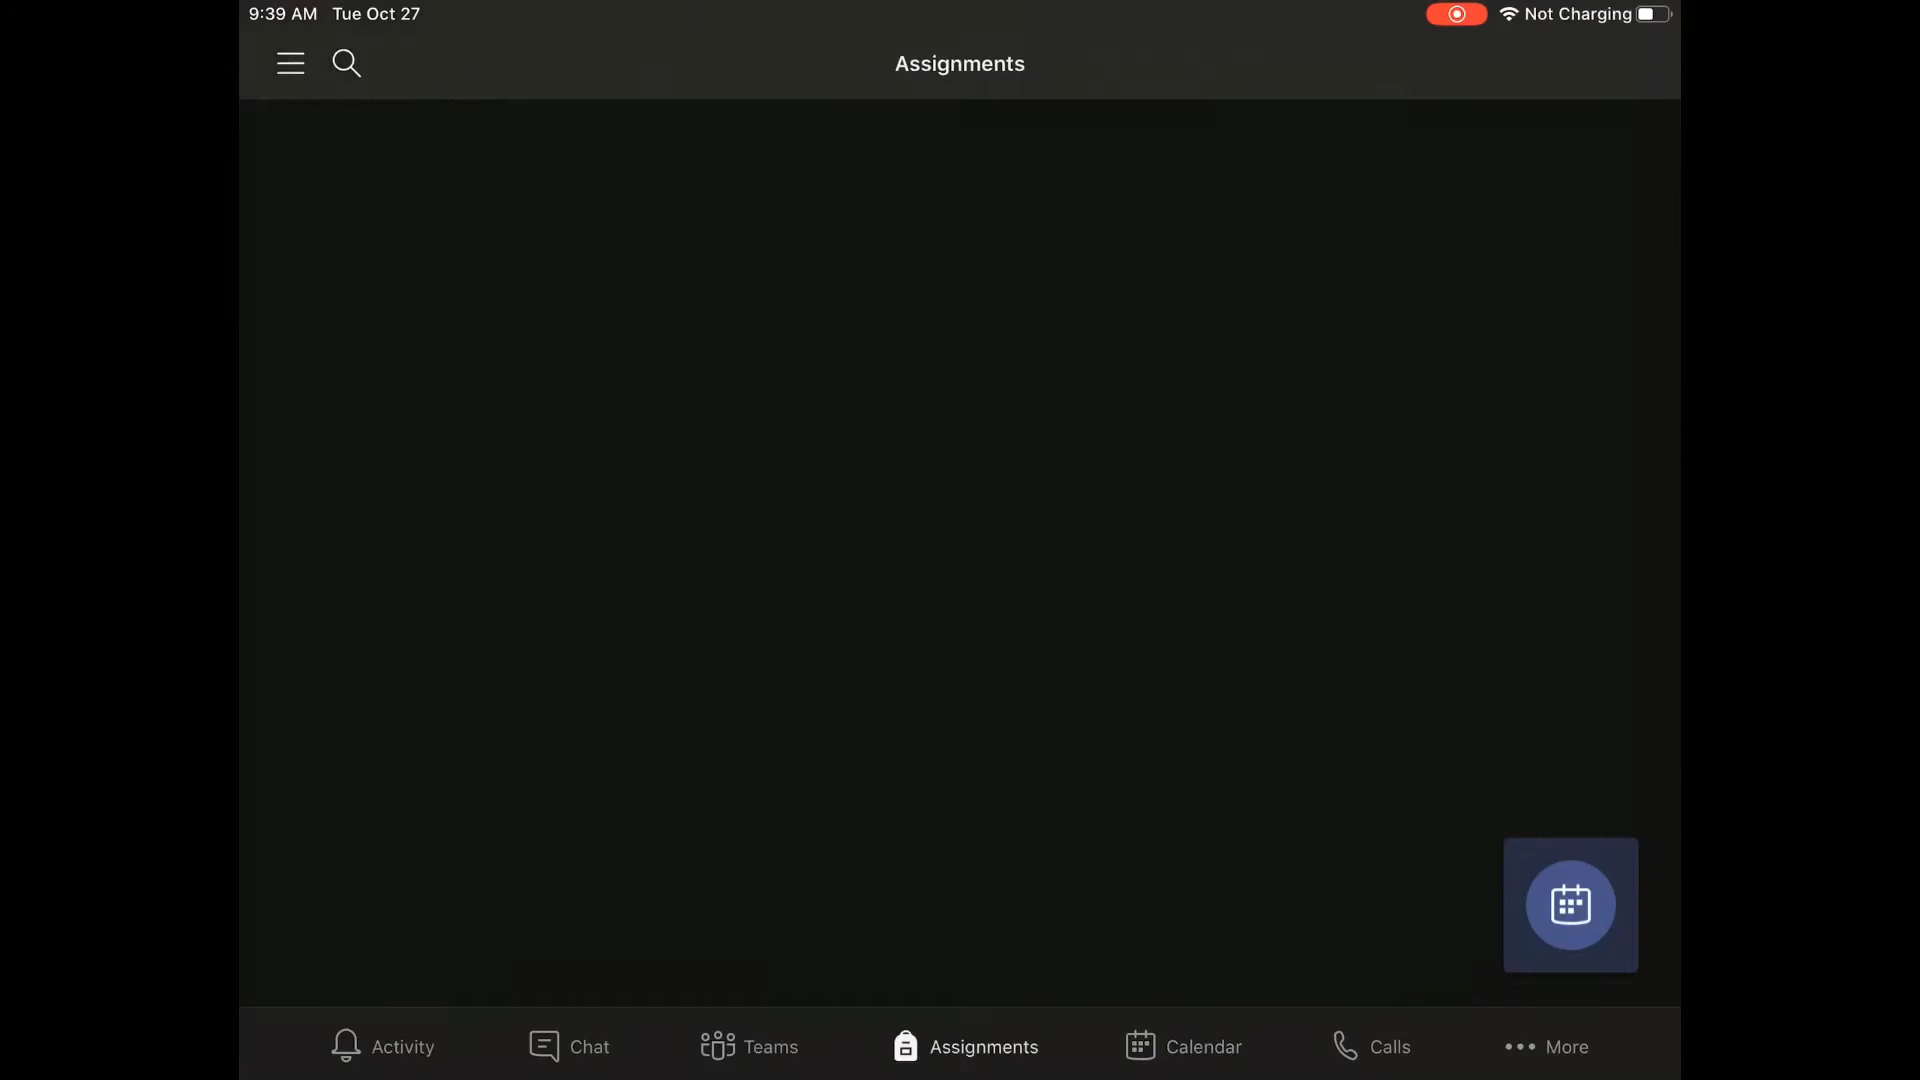 9:39 AM Tue Oct 27
Not Charging
Assignments
Activity
Chat
Teams
Assignments
Calendar
Calls
More